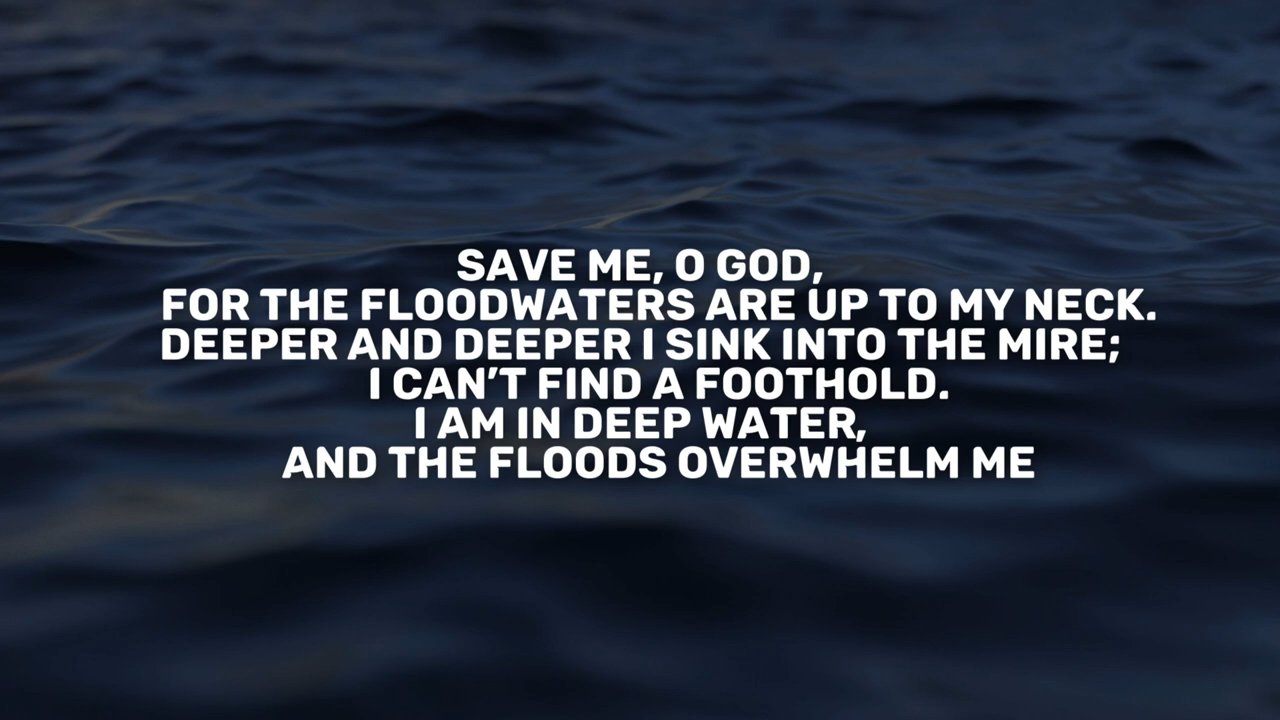 SAVE ME, O GOD,
FOR THE FLOODWATERS ARE UP TO MY NECK.
DEEPER AND DEEPER I SINK INTO THE MIRE;
I CAN’T FIND A FOOTHOLD.
I AM IN DEEP WATER,
AND THE FLOODS OVERWHELM ME